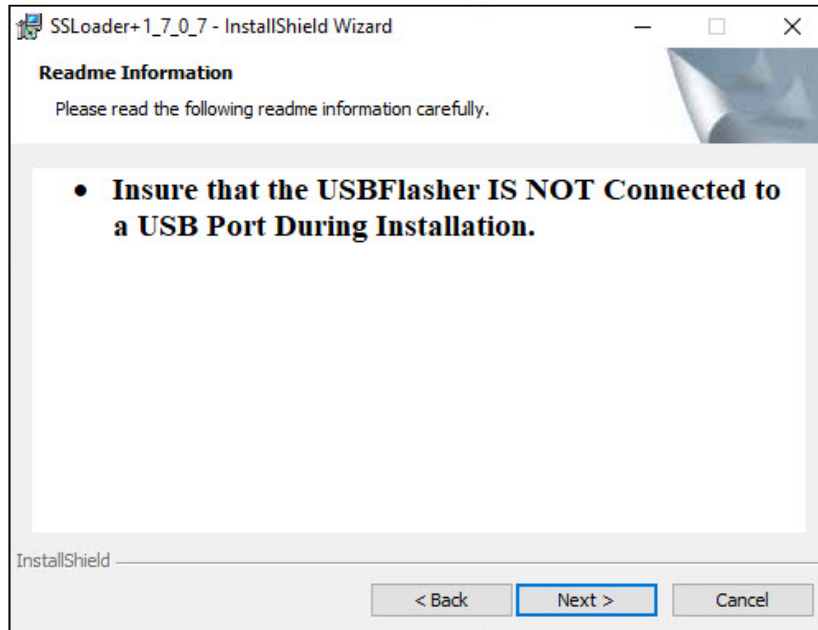 SSLoader+1_7_0_7 - InstallShield Wizard
Readme Information
Please read the following readme information carefully.
• Insure that the USBFlasher IS NOT Connected to
a USB Port During Installation.
InstallShield
< Back Next > Cancel